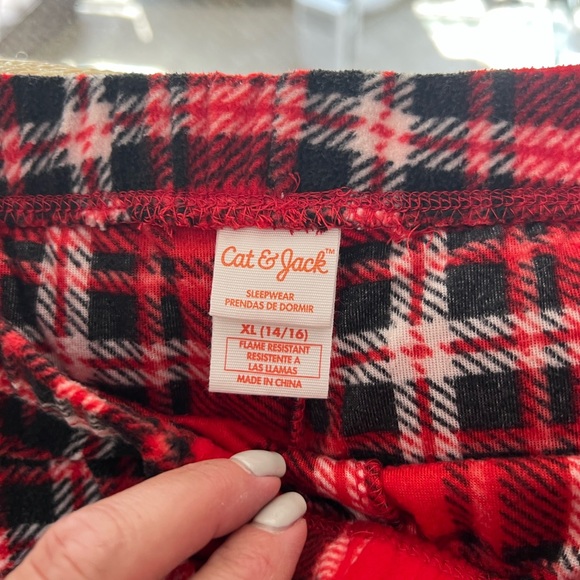 Cat & Jack™
SLEEPWEAR
PRENDAS DE DORMIR
XL (14/16)
FLAME RESISTANT
RESISTENTE A
LAS LLAMAS
MADE IN CHINA